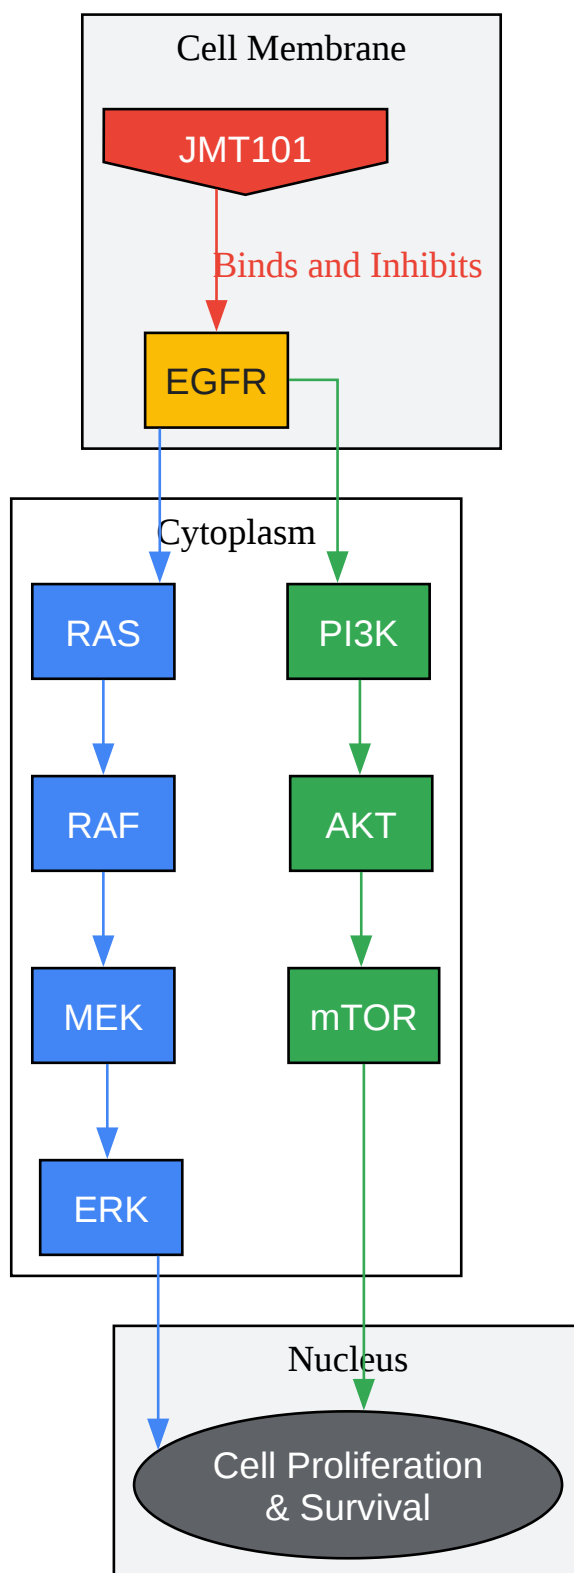 Cell Membrane
JMT101
Binds and Inhibits
EGFR
Cytoplasm
RAS
PI3K
RAF
AKT
MEK
mTOR
ERK
Nucleus
Cell Proliferation
& Survival